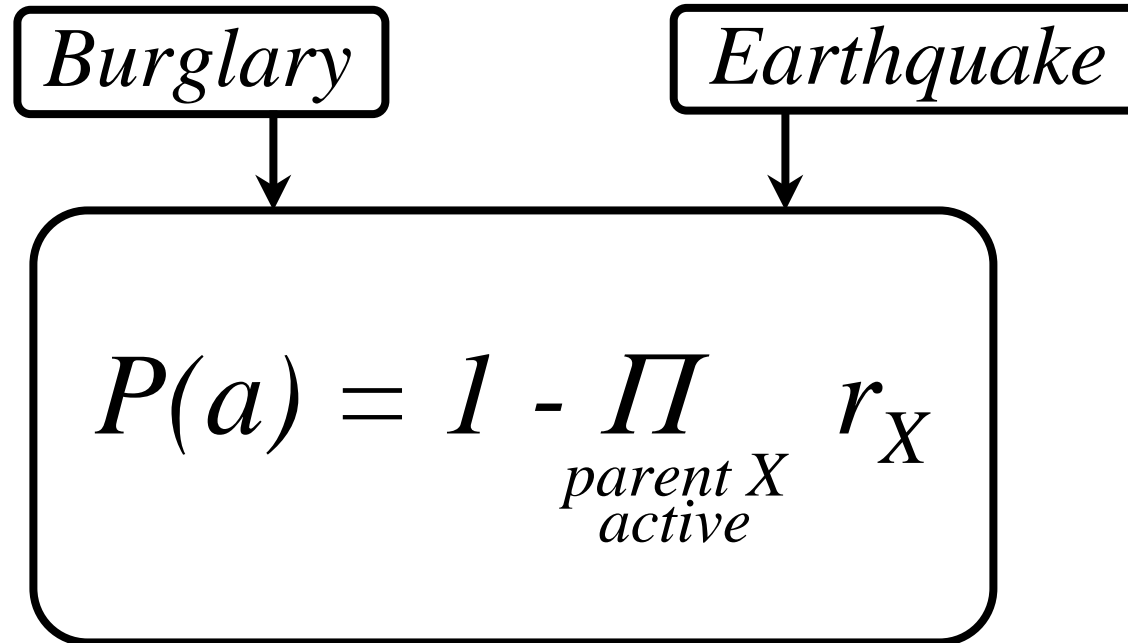 Burglary
Earthquake
P(a) = 1 - Π r_X
parent X
active